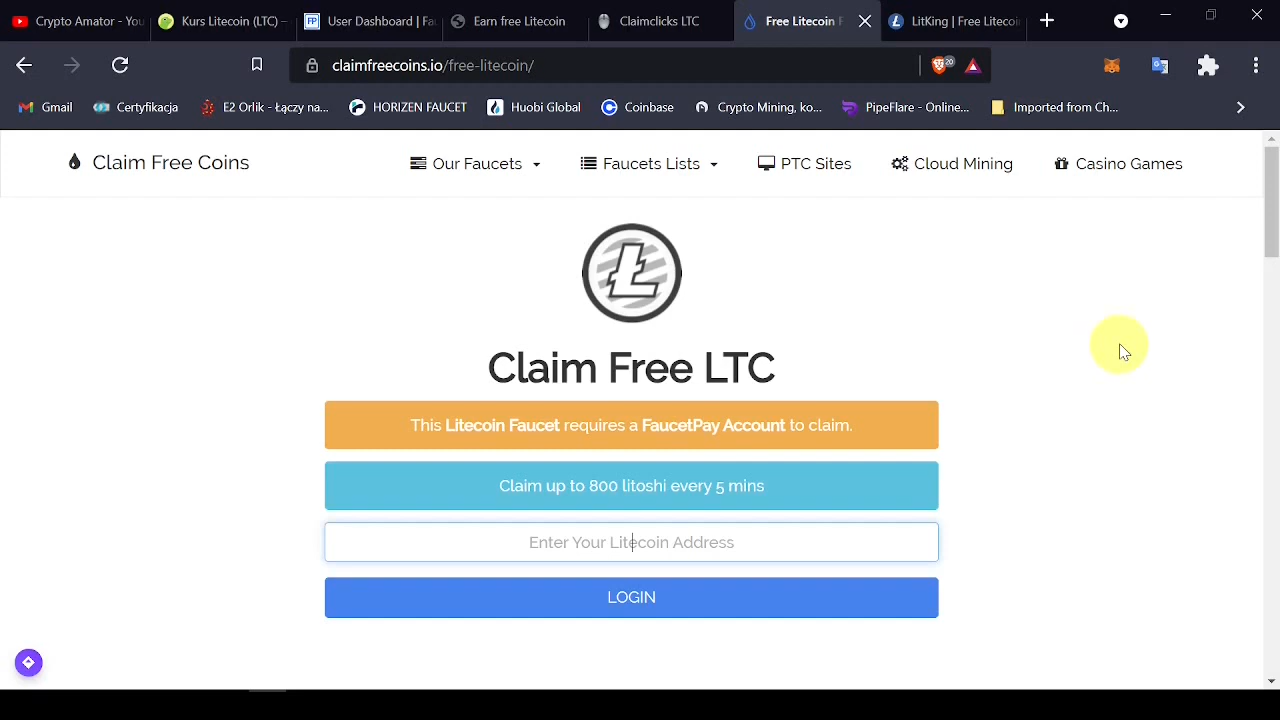 Crypto Amator - You
Kurs Litecoin (LTC) –
User Dashboard | Fau
Earn free Litecoin
Claimclicks LTC
Free Litecoin F
LitKing | Free Litecoi
claimfreecoins.io/free-litecoin/
20
Gmail
Certyfikacja
E2 Orlik - Łączy na...
HORIZEN FAUCET
Huobi Global
Coinbase
Crypto Mining, ko...
PipeFlare - Online...
Imported from Ch...
Claim Free Coins
Our Faucets
Faucets Lists
PTC Sites
Cloud Mining
Casino Games
Claim Free LTC
This Litecoin Faucet requires a FaucetPay Account to claim.
Claim up to 800 litoshi every 5 mins
Enter Your Litecoin Address
LOGIN